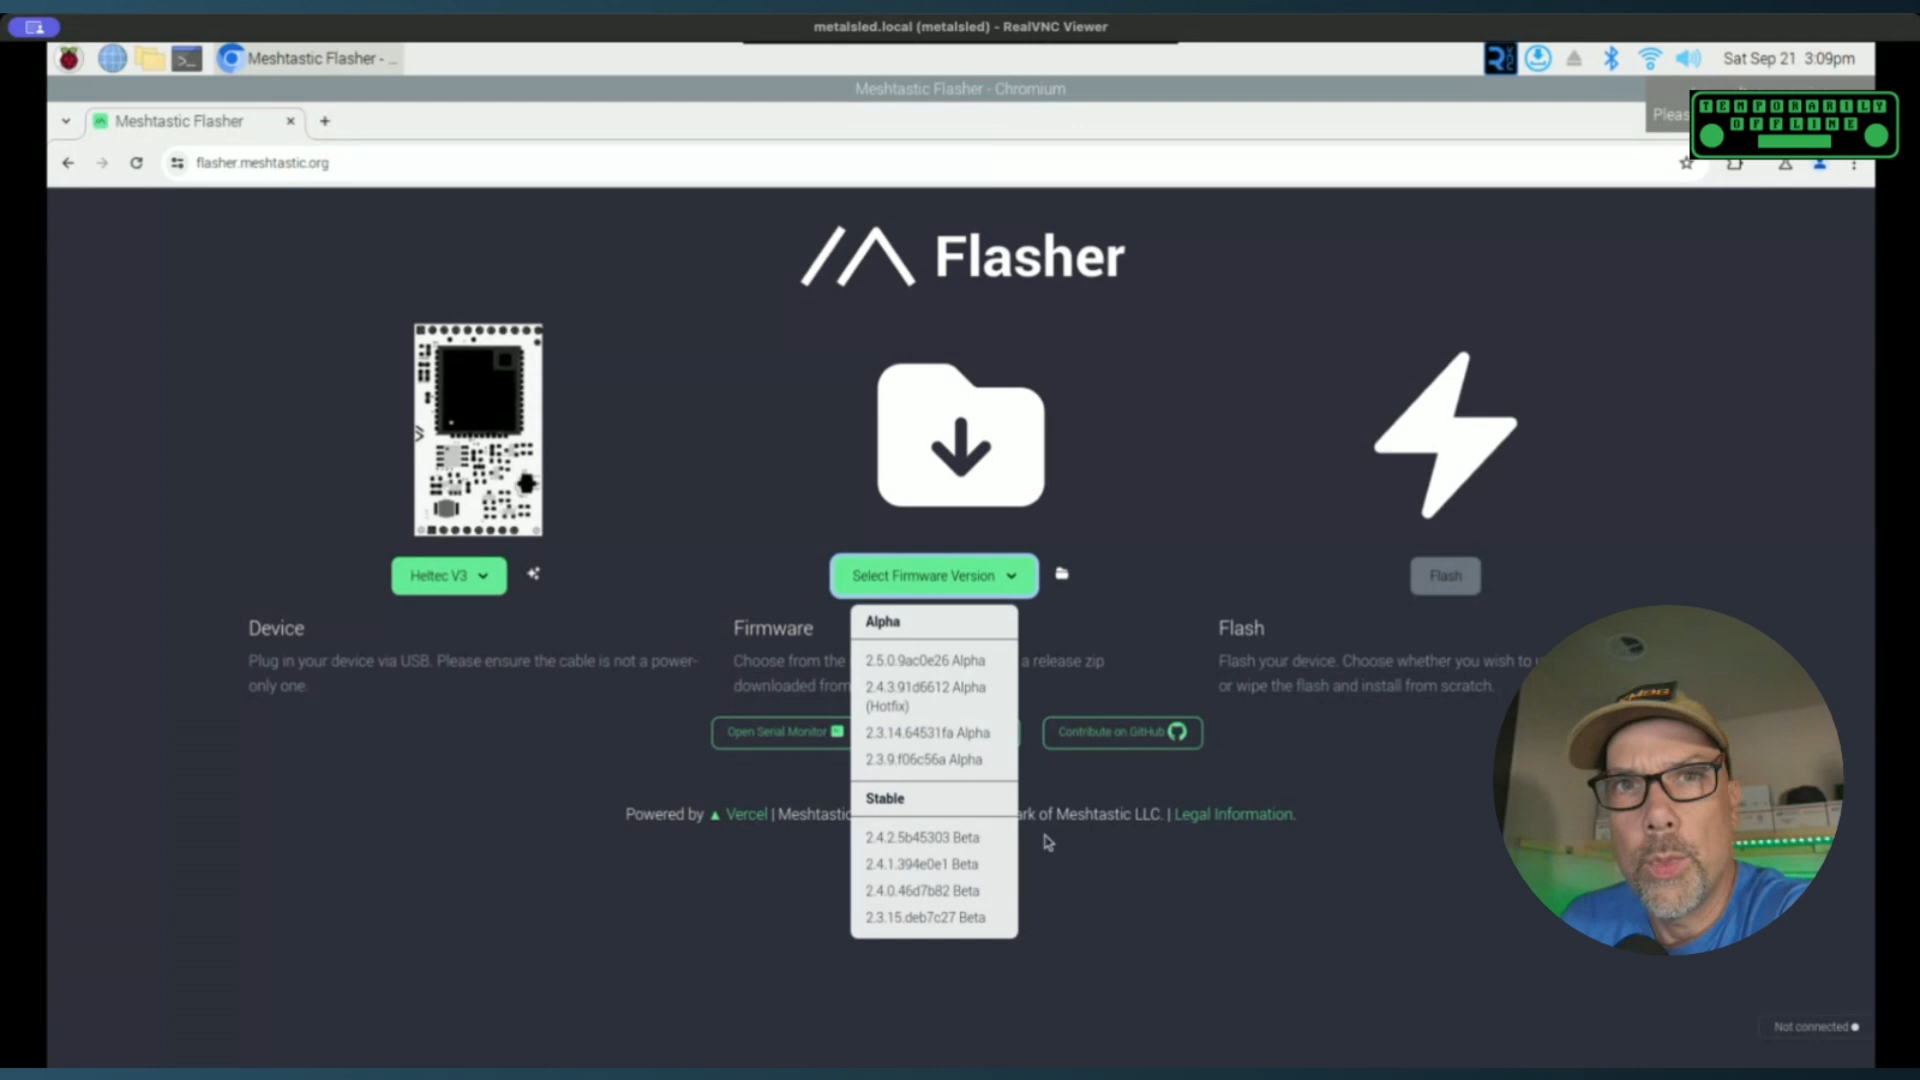 metalsled.local (metalsled) - RealVNC Viewer
Meshtastic Flasher - ...
Sat Sep 21 3:09pm
Meshtastic Flasher - Chromium
Meshtastic Flasher
Pleas
TEMPORARILY
OFFLINE
flasher.meshtastic.org
Flasher
Heltec V3
Select Firmware Version
Flash
Device
Plug in your device via USB. Please ensure the cable is not a power-
only one.
Firmware
Choose from the
a release zip
downloaded from
Alpha
2.5.0.9ac0e26 Alpha
2.4.3.91d6612 Alpha
(Hotfix)
2.3.14.64531fa Alpha
2.3.9.f06c56a Alpha
Stable
2.4.2.5b45303 Beta
2.4.1.394e0e1 Beta
2.4.0.46d7b82 Beta
2.3.15.deb7c27 Beta
Flash
Flash your device. Choose whether you wish to
or wipe the flash and install from scratch.
Open Serial Monitor
Contribute on GitHub
Powered by ▲ Vercel | Meshtastic
rk of Meshtastic LLC. | Legal Information.
Not connected